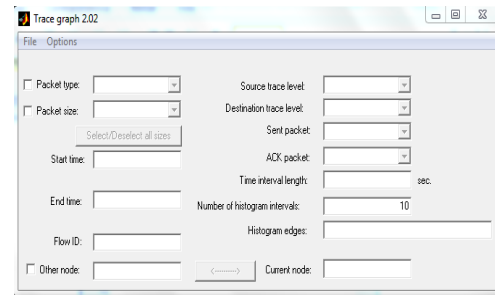 Trace graph 2.02
File Options
Packet type:
Source trace level:
Packet size:
Destination trace level:
Select/Deselect all sizes
Sent packet:
Start time:
ACK packet:
Time interval length:
sec.
End time:
Number of histogram intervals:
10
Histogram edges:
Flow ID:
Other node:
<--------->
Current node: